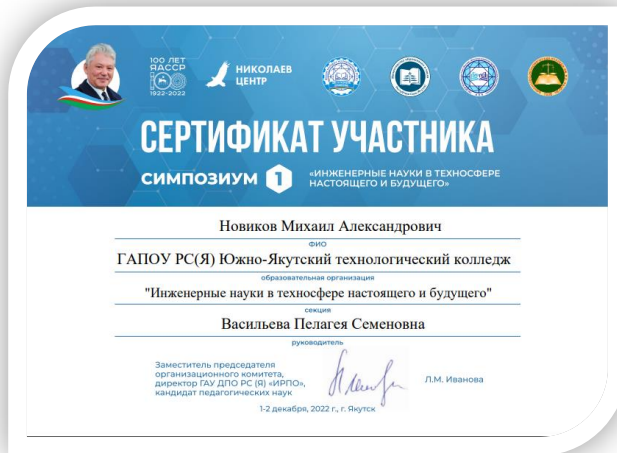 100 ЛЕТ
ЯАССР
1922-2022
НИКОЛАЕВ
ЦЕНТР
СЕРТИФИКАТ УЧАСТНИКА
СИМПОЗИУМ 1 «ИНЖЕНЕРНЫЕ НАУКИ В ТЕХНОСФЕРЕ
НАСТОЯЩЕГО И БУДУЩЕГО»
Новиков Михаил Александрович
ФИО
ГАПОУ РС(Я) Южно-Якутский технологический колледж
образовательная организация
"Инженерные науки в техносфере настоящего и будущего"
секция
Васильева Пелагея Семеновна
руководитель
Заместитель председателя
организационного комитета,
директор ГАУ ДПО РС (Я) «ИРПО»,
кандидат педагогических наук
Л.М. Иванова
1-2 декабря, 2022 г., г. Якутск